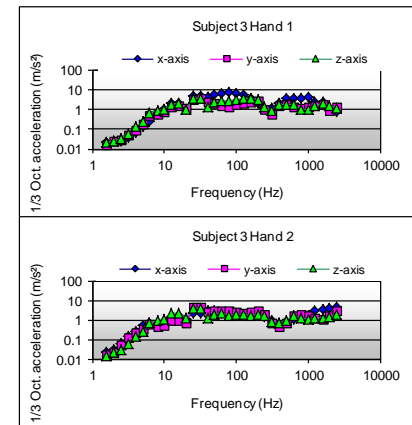 Subject 3 Hand 1
x-axis y-axis z-axis
1/3 Oct. acceleration (m/s²)
100
10
1
0.1
0.01
1 10 100 1000 10000
Frequency (Hz)
Subject 3 Hand 2
x-axis y-axis z-axis
1/3 Oct. acceleration (m/s²)
100
10
1
0.1
0.01
1 10 100 1000 10000
Frequency (Hz)